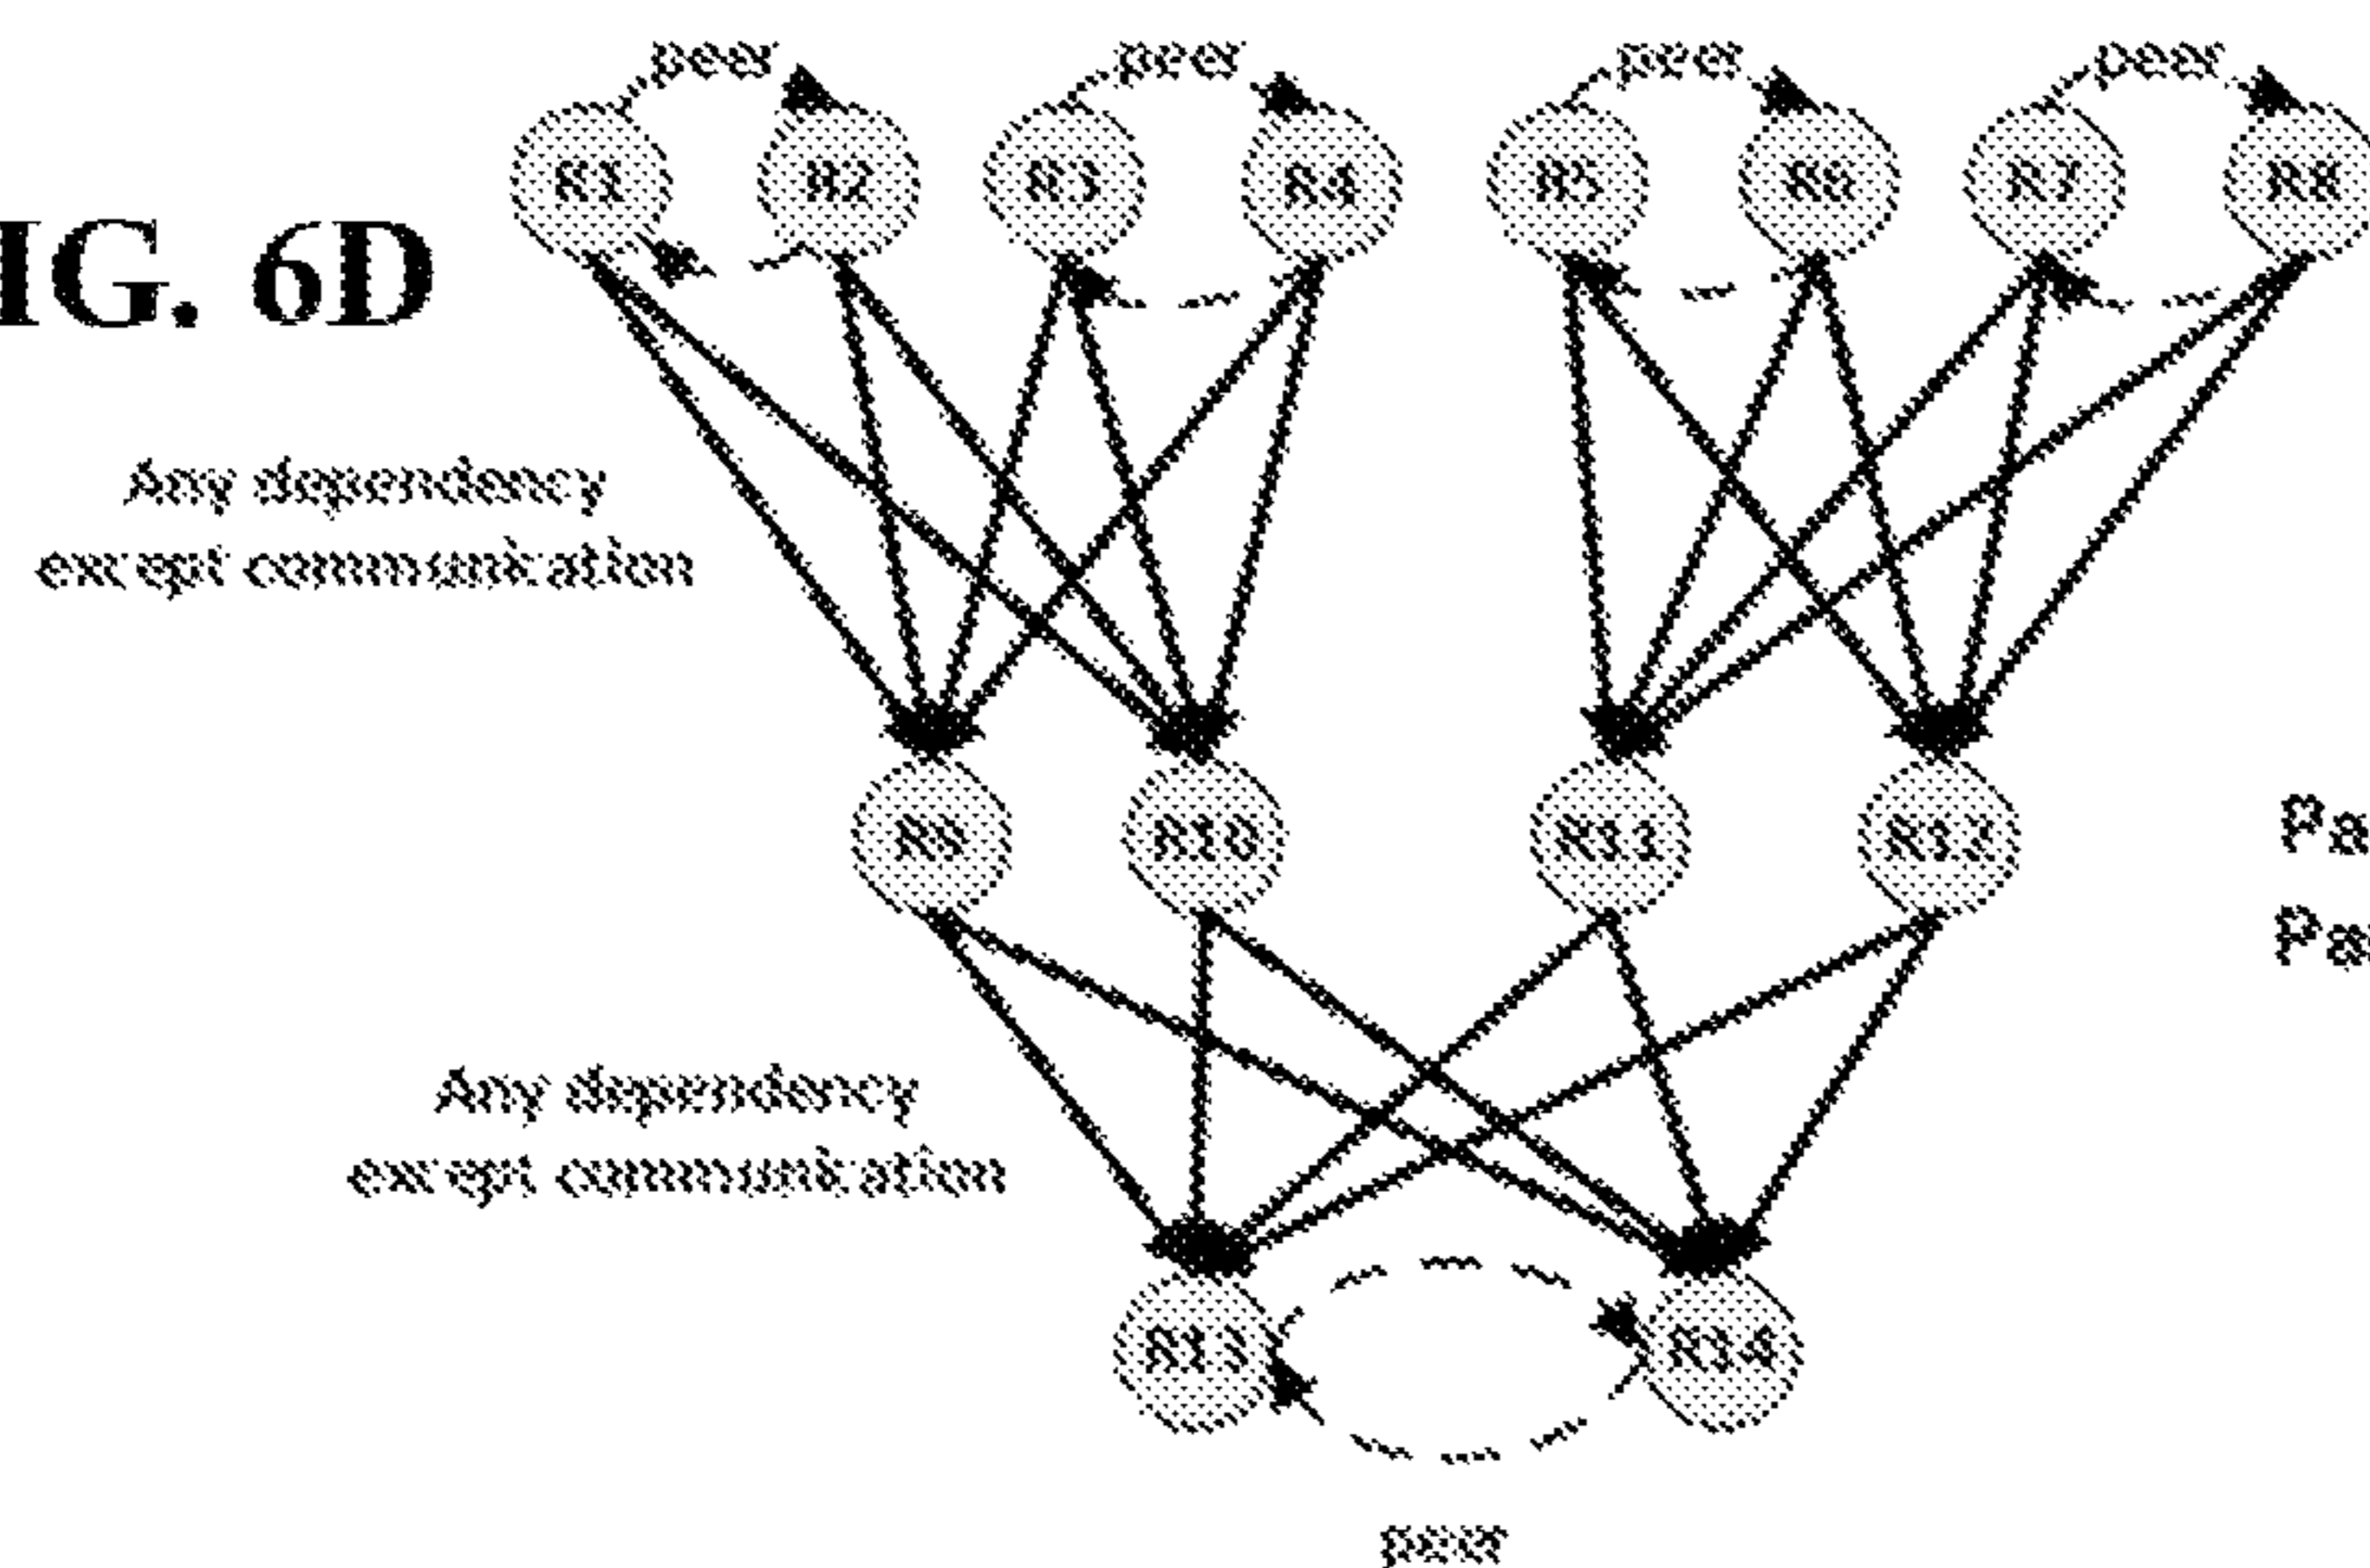 peer peer peer peer
R1 R2 R3 R4 R5 R6 R7 R8
IG. 6D
Any dependency
except communication
R9 R10 R11 R12
Any dependency
except communication
R13 R14
peer